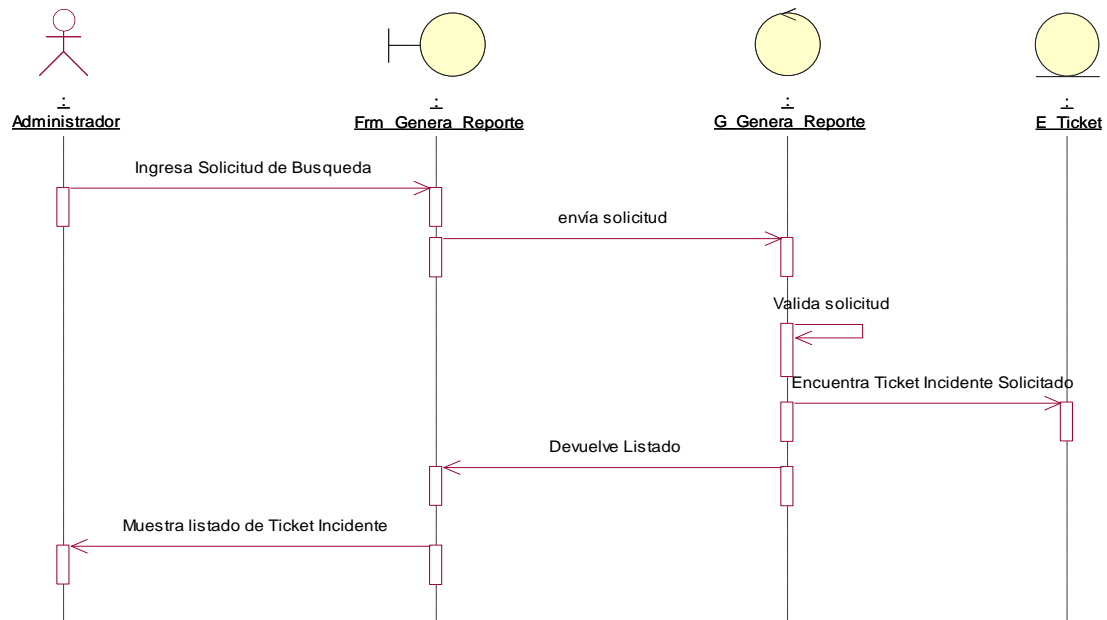 :
Administrador
:
Frm_Genera_Reporte
:
G_Genera_Reporte
:
E_Ticket
Ingresa Solicitud de Busqueda
envía solicitud
Valida solicitud
Encuentra Ticket Incidente Solicitado
Devuelve Listado
Muestra listado de Ticket Incidente